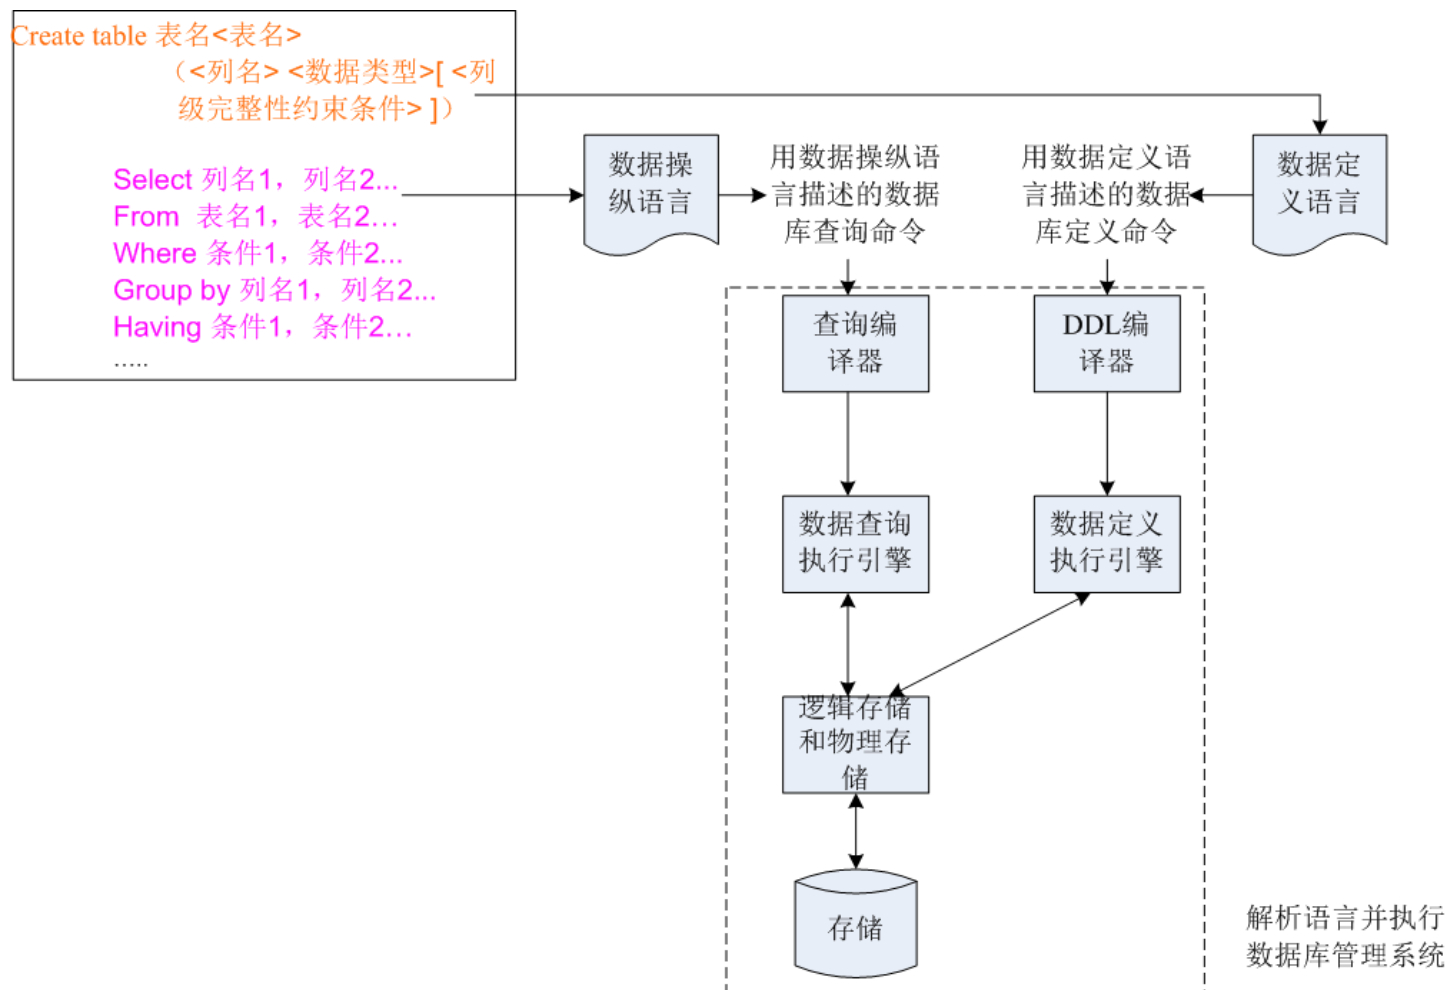 Create table 表名<表名>
（<列名> <数据类型>[ <列
级完整性约束条件> ]）
Select 列名1，列名2...
From 表名1，表名2...
Where 条件1，条件2...
Group by 列名1，列名2...
Having 条件1，条件2...
.....
数据操
纵语言
用数据操纵语
言描述的数据
库查询命令
用数据定义语
言描述的数据
库定义命令
数据定
义语言
查询编
译器
DDL编
译器
数据查询
执行引擎
数据定义
执行引擎
逻辑存储
和物理存
储
存储
解析语言并执行
数据库管理系统